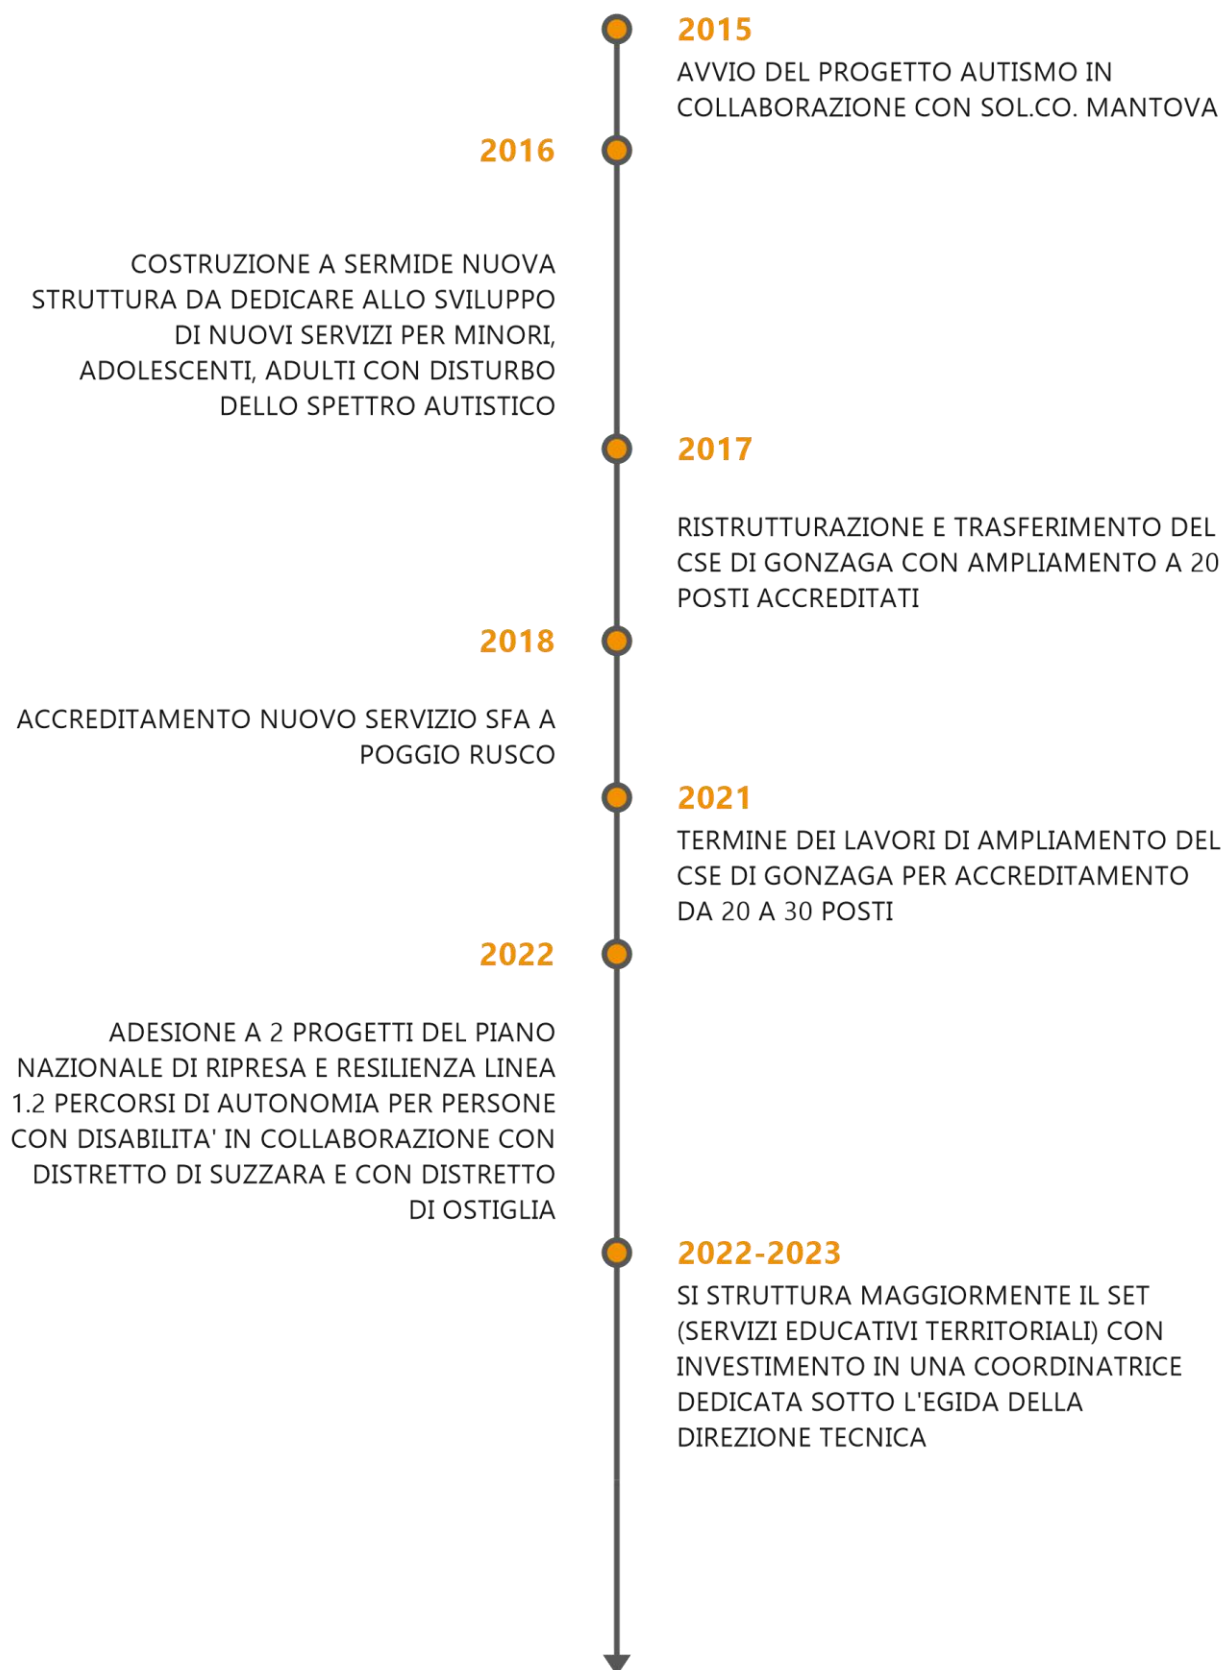 2015
AVVIO DEL PROGETTO AUTISMO IN
COLLABORAZIONE CON SOL.CO. MANTOVA
2016
COSTRUZIONE A SERMIDE NUOVA
STRUTTURA DA DEDICARE ALLO SVILUPPO
DI NUOVI SERVIZI PER MINORI,
ADOLESCENTI, ADULTI CON DISTURBO
DELLO SPETTRO AUTISTICO
2017
RISTRUTTURAZIONE E TRASFERIMENTO DEL
CSE DI GONZAGA CON AMPLIAMENTO A 20
POSTI ACCREDITATI
2018
ACCREDITAMENTO NUOVO SERVIZIO SFA A
POGGIO RUSCO
2021
TERMINE DEI LAVORI DI AMPLIAMENTO DEL
CSE DI GONZAGA PER ACCREDITAMENTO
DA 20 A 30 POSTI
2022
ADESIONE A 2 PROGETTI DEL PIANO
NAZIONALE DI RIPRESA E RESILIENZA LINEA
1.2 PERCORSI DI AUTONOMIA PER PERSONE
CON DISABILITA' IN COLLABORAZIONE CON
DISTRETTO DI SUZZARA E CON DISTRETTO
DI OSTIGLIA
2022-2023
SI STRUTTURA MAGGIORMENTE IL SET
(SERVIZI EDUCATIVI TERRITORIALI) CON
INVESTIMENTO IN UNA COORDINATRICE
DEDICATA SOTTO L'EGIDA DELLA
DIREZIONE TECNICA